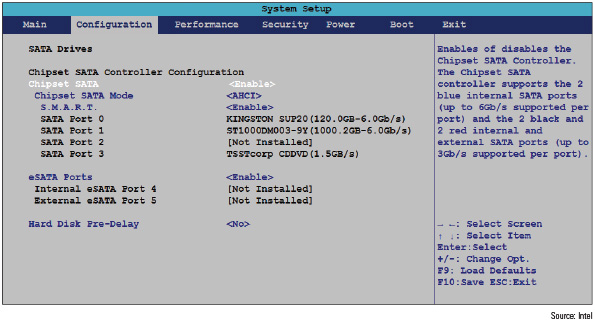 System Setup
Main Configuration Performance Security Power Boot Exit
SATA Drives
Chipset SATA Controller Configuration
Chipset SATA <Enable>
Chipset SATA Mode <AHCI>
S.M.A.R.T. <Enable>
SATA Port 0 KINGSTON SUP20(120.0GB-6.0Gb/s)
SATA Port 1 ST1000DM003-9Y(1000.2GB-6.0Gb/s)
SATA Port 2 [Not Installed]
SATA Port 3 TSSTcorp CDDVD(1.5GB/s)
eSATA Ports <Enable>
Internal eSATA Port 4 [Not Installed]
External eSATA Port 5 [Not Installed]
Hard Disk Pre-Delay <No>
Enables of disables the
Chipset SATA Controller.
The Chipset SATA
controller supports the 2
blue internal SATA ports
(up to 6Gb/s supported per
port) and the 2 black and
2 red internal and
external SATA ports (up to
3Gb/s supported per port).
→ ←: Select Screen
↑ ↓: Select Item
Enter:Select
+/-: Change Opt.
F9: Load Defaults
F10:Save ESC:Exit
Source: Intel